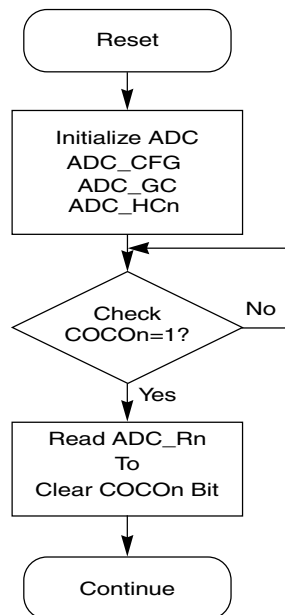 Reset
Initialize ADC
ADC_CFG
ADC_GC
ADC_HCn
Check
COCOn=1?
No
Yes
Read ADC_Rn
To
Clear COCOn Bit
Continue